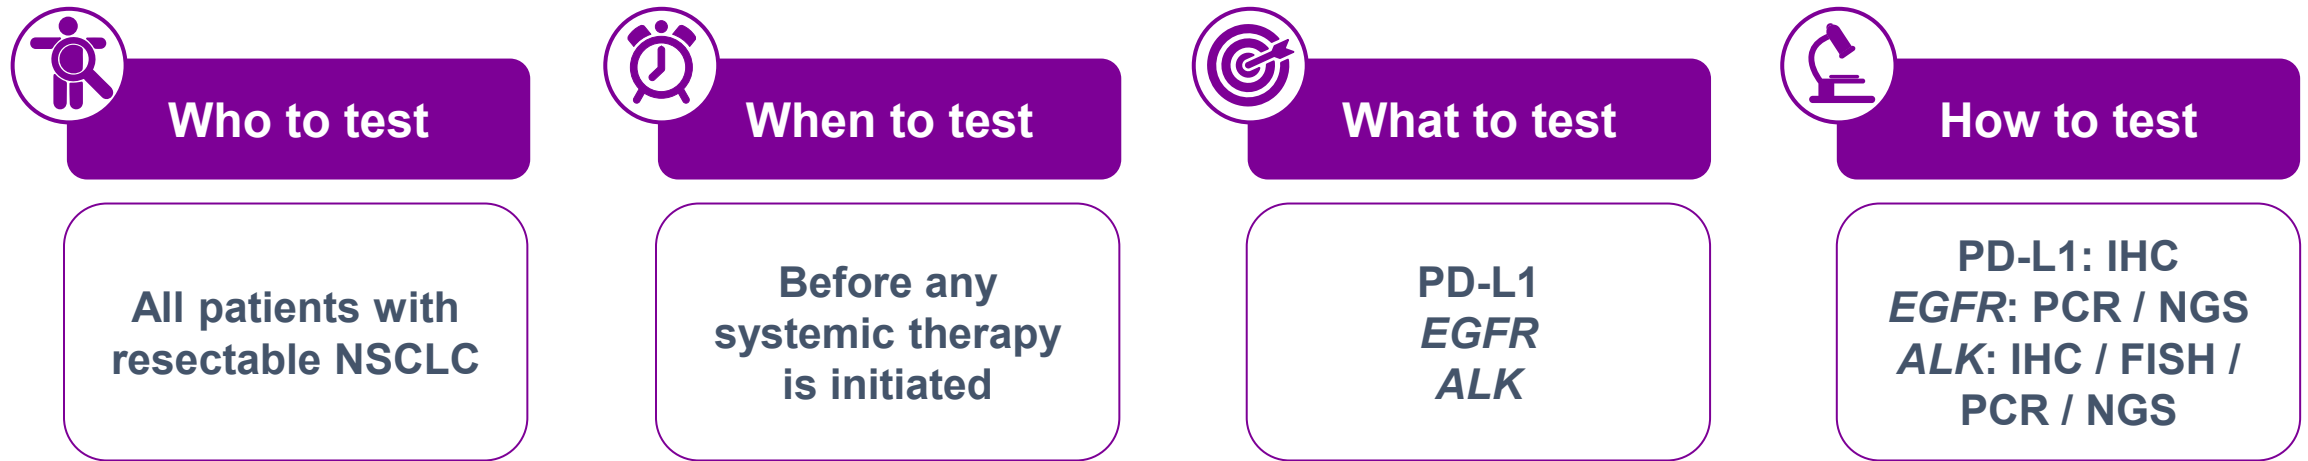 Who to test
All patients with
resectable NSCLC
When to test
Before any
systemic therapy
is initiated
What to test
PD-L1
EGFR
ALK
How to test
PD-L1: IHC
EGFR: PCR / NGS
ALK: IHC / FISH /
PCR / NGS